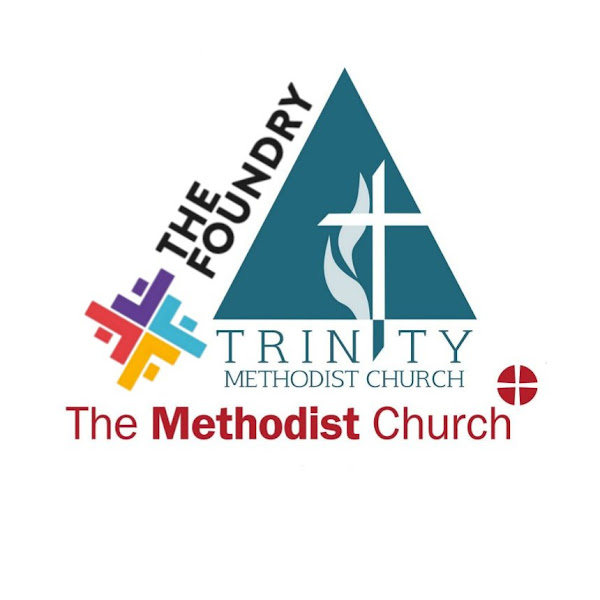 THE
FOUNDRY
TRINITY
METHODIST CHURCH
The Methodist Church